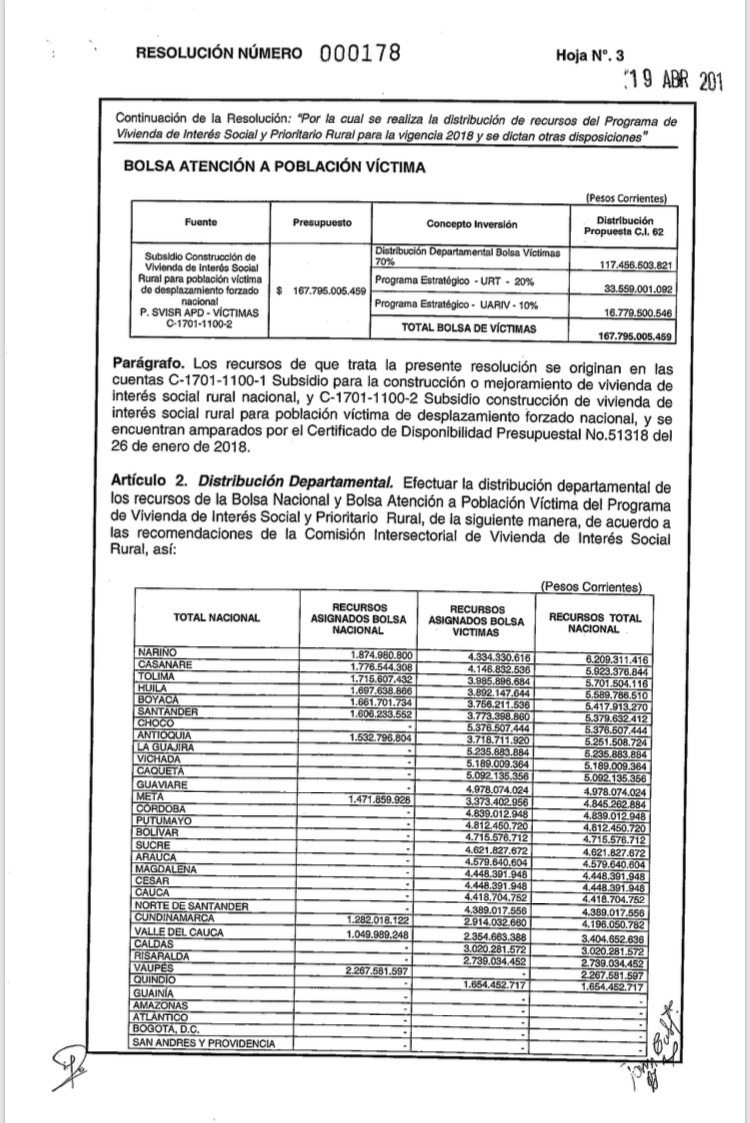 RESOLUCIÓN NÚMERO 000178 Hoja Nº. 3
19 ABR 201
Continuación de la Resolución: "Por la cual se realiza la distribución de recursos del Programa de
Vivienda de Interés Social y Prioritario Rural para la vigencia 2018 y se dictan otras disposiciones"
BOLSA ATENCIÓN A POBLACIÓN VÍCTIMA
(Pesos Corrientes)
Fuente Presupuesto Concepto Inversión Distribución Propuesta C.I. 62
Subsidio Construcción de
Vivienda de Interés Social
Rural para población víctima
de desplazamiento forzado
nacional
P. SVISR APD - VÍCTIMAS
C-1701-1100-2
$ 167.795.005.459
Distribución Departamental Bolsa Víctimas
70% 117.456.503.821
Programa Estratégico - URT - 20% 33.559.001.092
Programa Estratégico - UARIV - 10% 16.779.500.546
TOTAL BOLSA DE VÍCTIMAS 167.795.005.459
Parágrafo. Los recursos de que trata la presente resolución se originan en las
cuentas C-1701-1100-1 Subsidio para la construcción o mejoramiento de vivienda de
interés social rural nacional, y C-1701-1100-2 Subsidio construcción de vivienda de
interés social rural para población víctima de desplazamiento forzado nacional, y se
encuentran amparados por el Certificado de Disponibilidad Presupuestal No.51318 del
26 de enero de 2018.
Artículo 2. Distribución Departamental. Efectuar la distribución departamental de
los recursos de la Bolsa Nacional y Bolsa Atención a Población Víctima del Programa
de Vivienda de Interés Social y Prioritario Rural, de la siguiente manera, de acuerdo a
las recomendaciones de la Comisión Intersectorial de Vivienda de Interés Social
Rural, así:
(Pesos Corrientes)
TOTAL NACIONAL RECURSOS ASIGNADOS BOLSA NACIONAL RECURSOS ASIGNADOS BOLSA VICTIMAS RECURSOS TOTAL NACIONAL
NARIÑO 1.874.980.800 4.334.330.616 6.209.311.416
CASANARE 1.776.544.308 4.146.832.536 5.923.376.844
TOLIMA 1.715.607.432 3.985.896.684 5.701.504.116
HUILA 1.697.638.866 3.892.147.644 5.589.786.510
BOYACÁ 1.661.701.734 3.756.211.536 5.417.913.270
SANTANDER 1.606.233.552 3.773.398.860 5.379.632.412
CHOCÓ - 5.376.507.444 5.376.507.444
ANTIOQUIA 1.532.796.804 3.718.711.920 5.251.508.724
LA GUAJIRA - 5.235.883.884 5.235.883.884
VICHADA - 5.189.009.364 5.189.009.364
CAQUETÁ - 5.092.135.356 5.092.135.356
GUAVIARE - 4.978.074.024 4.978.074.024
META 1.471.859.928 3.373.402.956 4.845.262.884
CÓRDOBA - 4.839.012.948 4.839.012.948
PUTUMAYO - 4.812.450.720 4.812.450.720
BOLÍVAR - 4.715.576.712 4.715.576.712
SUCRE - 4.621.827.672 4.621.827.672
ARAUCA - 4.579.640.604 4.579.640.604
MAGDALENA - 4.448.391.948 4.448.391.948
CESAR - 4.448.391.948 4.448.391.948
CAUCA - 4.418.704.752 4.418.704.752
NORTE DE SANTANDER - 4.389.017.556 4.389.017.556
CUNDINAMARCA 1.282.018.122 2.914.032.660 4.196.050.782
VALLE DEL CAUCA 1.049.989.248 2.354.663.388 3.404.652.636
CALDAS - 3.020.281.572 3.020.281.572
RISARALDA - 2.739.034.452 2.739.034.452
VAUPÉS 2.267.581.597 - 2.267.581.597
QUINDÍO - 1.654.452.717 1.654.452.717
GUAINÍA - - -
AMAZONAS - - -
ATLÁNTICO - - -
BOGOTÁ, D.C. - - -
SAN ANDRES Y PROVIDENCIA - - -